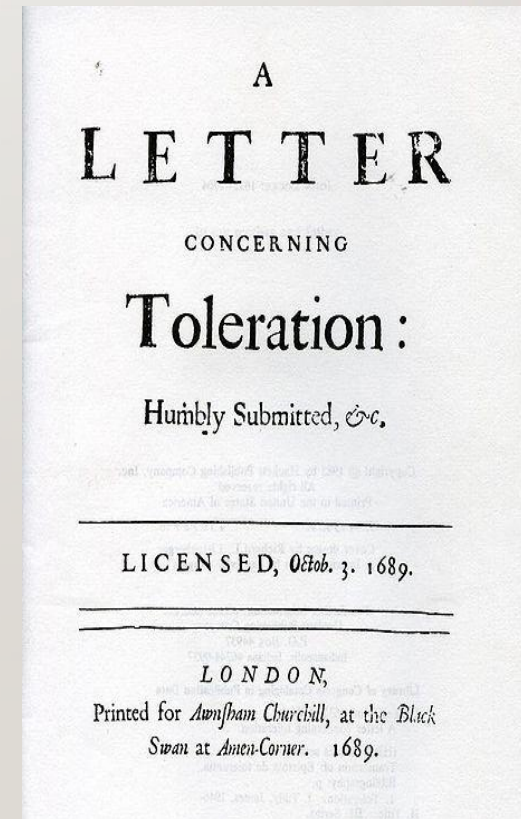 A
LETTER
CONCERNING
Toleration:
Humbly Submitted, &c.
LICENSED, Octob. 3. 1689.
LONDON,
Printed for Awnsham Churchill, at the Black
Swan at Amen-Corner. 1689.